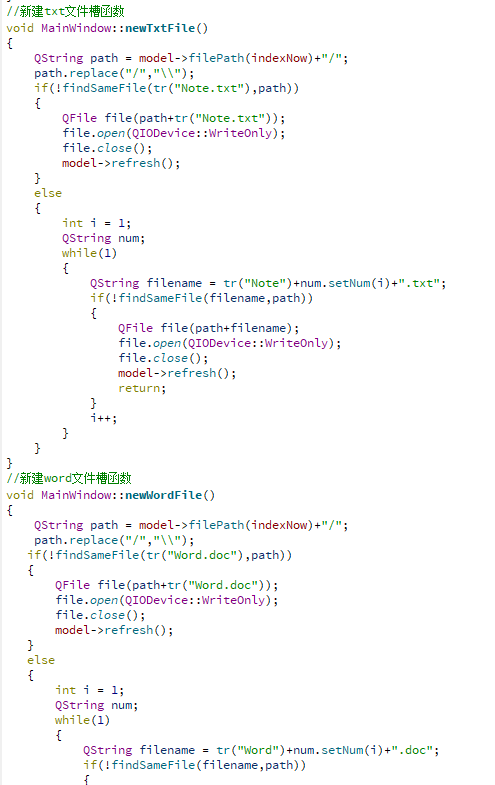 //新建txt文件槽函数
void MainWindow::newTxtFile()
{
    QString path = model->filePath(indexNow)+"/";
    path.replace("/","\\");
    if(!findSameFile(tr("Note.txt"),path))
    {
        QFile file(path+tr("Note.txt"));
        file.open(QIODevice::WriteOnly);
        file.close();
        model->refresh();
    }
    else
    {
        int i = 1;
        QString num;
        while(1)
        {
            QString filename = tr("Note")+num.setNum(i)+".txt";
            if(!findSameFile(filename,path))
            {
                QFile file(path+filename);
                file.open(QIODevice::WriteOnly);
                file.close();
                model->refresh();
                return;
            }
            i++;
        }
    }
}
//新建word文件槽函数
void MainWindow::newWordFile()
{
    QString path = model->filePath(indexNow)+"/";
    path.replace("/","\\");
   if(!findSameFile(tr("Word.doc"),path))
   {
       QFile file(path+tr("Word.doc"));
       file.open(QIODevice::WriteOnly);
       file.close();
       model->refresh();
   }
   else
   {
       int i = 1;
       QString num;
       while(1)
       {
           QString filename = tr("Word")+num.setNum(i)+".doc";
           if(!findSameFile(filename,path))
           {